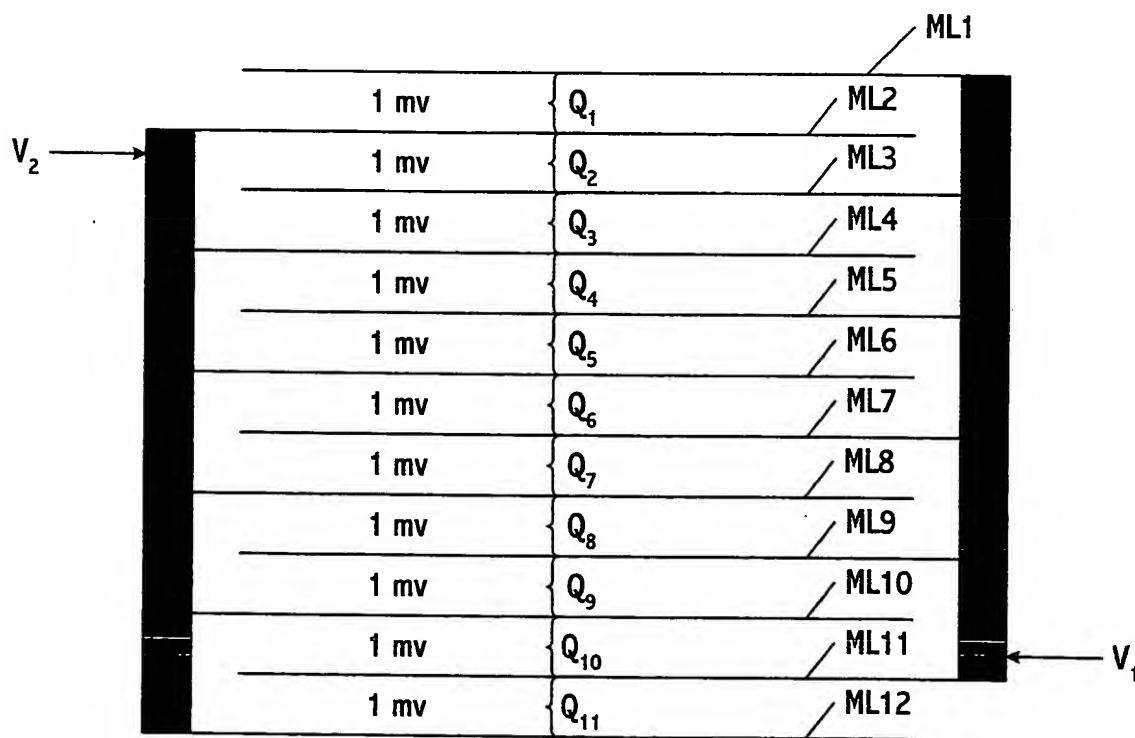 ML1
1 mv Q₁ ML2
V₂
1 mv Q₂ ML3
1 mv Q₃ ML4
1 mv Q₄ ML5
1 mv Q₅ ML6
1 mv Q₆ ML7
1 mv Q₇ ML8
1 mv Q₈ ML9
1 mv Q₉ ML10
1 mv Q₁₀ ML11
V₁
1 mv Q₁₁ ML12